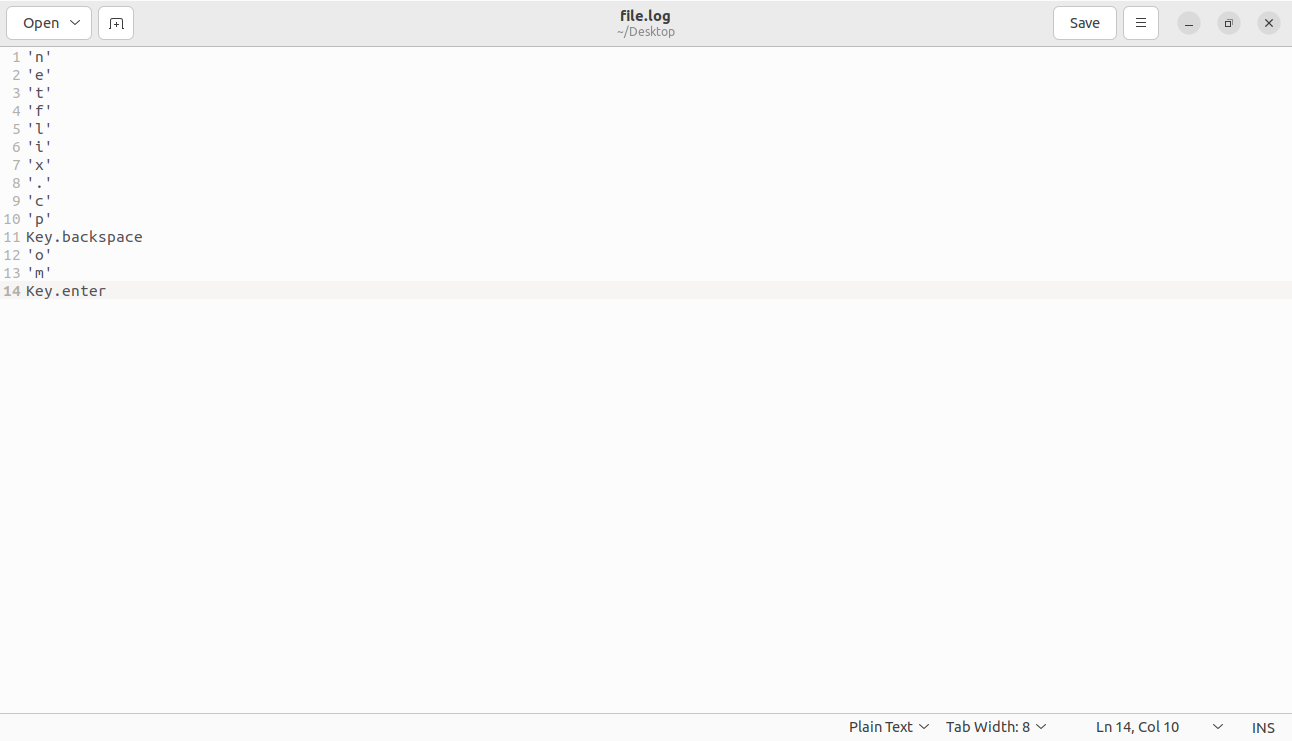 Open
file.log
~/Desktop
Save
1 'n'
2 'e'
3 't'
4 'f'
5 'l'
6 'i'
7 'x'
8 '.'
9 'c'
10 'p'
11 Key.backspace
12 'o'
13 'm'
14 Key.enter
Plain Text Tab Width: 8 Ln 14, Col 10 INS